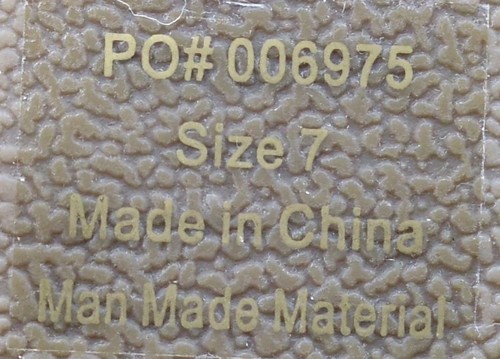 PO# 006975
Size 7
Made in China
Man Made Material